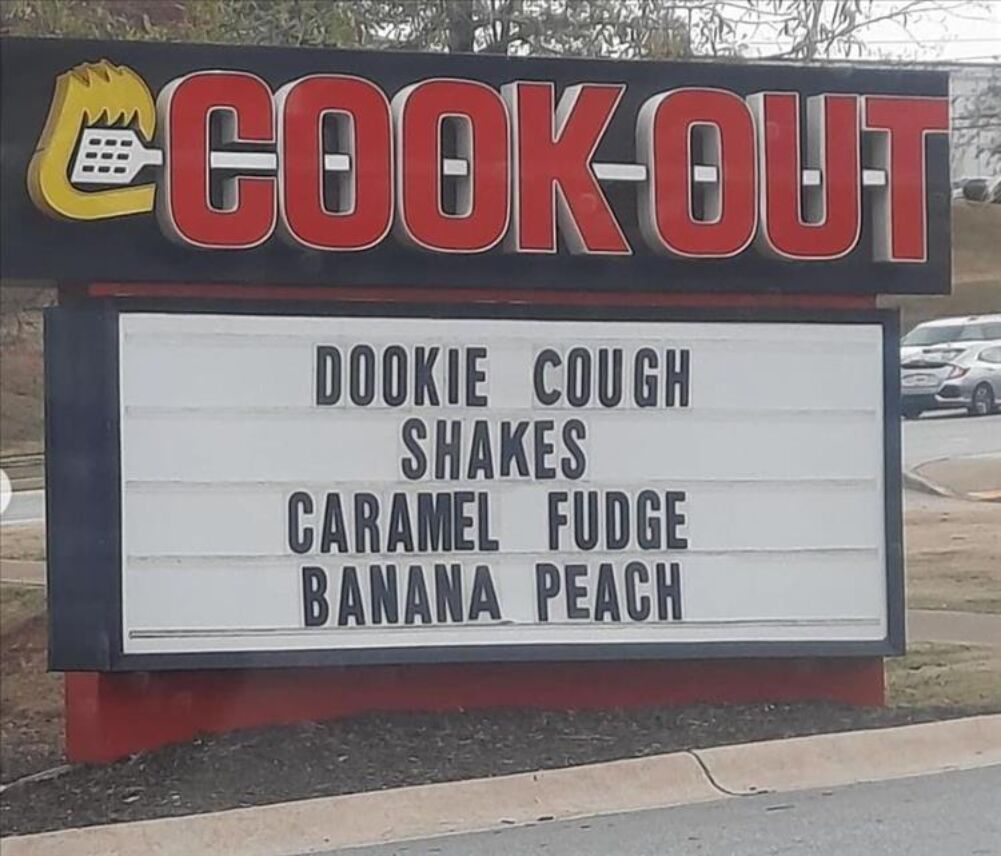 COOK-OUT
DOOKIE COUGH
SHAKES
CARAMEL FUDGE
BANANA PEACH